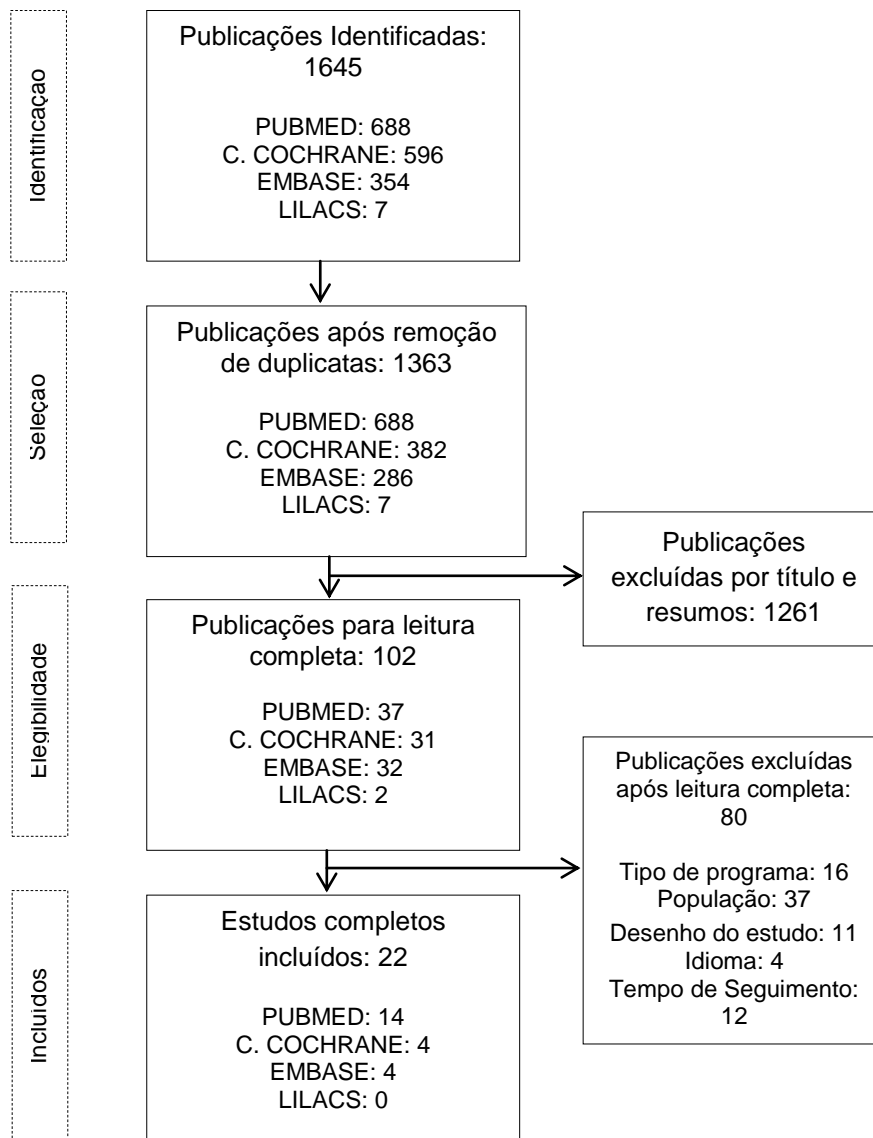 Identificaçao
Publicações Identificadas:
1645
PUBMED: 688
C. COCHRANE: 596
EMBASE: 354
LILACS: 7
Seleçao
Publicações após remoção
de duplicatas: 1363
PUBMED: 688
C. COCHRANE: 382
EMBASE: 286
LILACS: 7
Publicações
excluídas por título e
resumos: 1261
Elegibilidade
Publicações para leitura
completa: 102
PUBMED: 37
C. COCHRANE: 31
EMBASE: 32
LILACS: 2
Publicações excluídas
após leitura completa:
80
Tipo de programa: 16
População: 37
Desenho do estudo: 11
Idioma: 4
Tempo de Seguimento:
12
Incluídos
Estudos completos
incluídos: 22
PUBMED: 14
C. COCHRANE: 4
EMBASE: 4
LILACS: 0